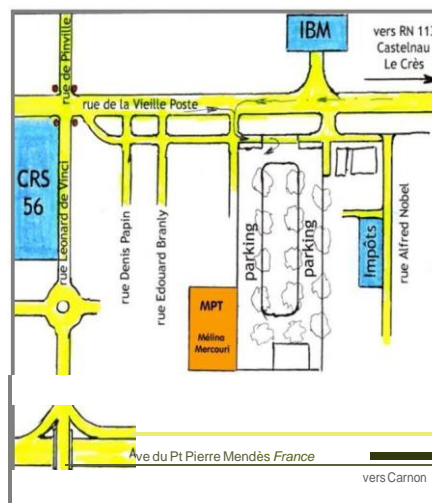 IBM
vers RN 113
Castelnau
Le Crès
rue de Pinville
rue de la Vieille Poste
CRS
56
rue Léonard de Vinci
rue Denis Papin
rue Edouard Branly
parking
parking
Impôts
rue Alfred Nobel
MPT
Mélina
Mercouri
Ave du Pt Pierre Mendès France
vers Carnon